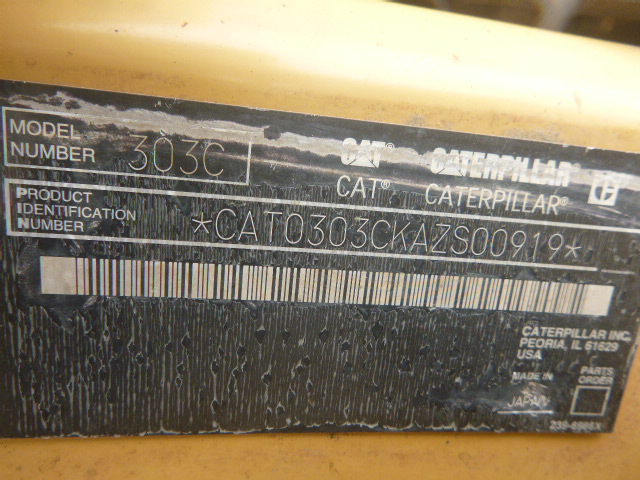 MODEL
NUMBER 303C
CAT® CATERPILLAR®
CAT® CATERPILLAR®
PRODUCT
IDENTIFICATION
NUMBER
*CAT0303CKAZS00919*
CATERPILLAR INC.
PEORIA, IL 61629
USA
MADE IN
JAPAN
PARTS
ORDER